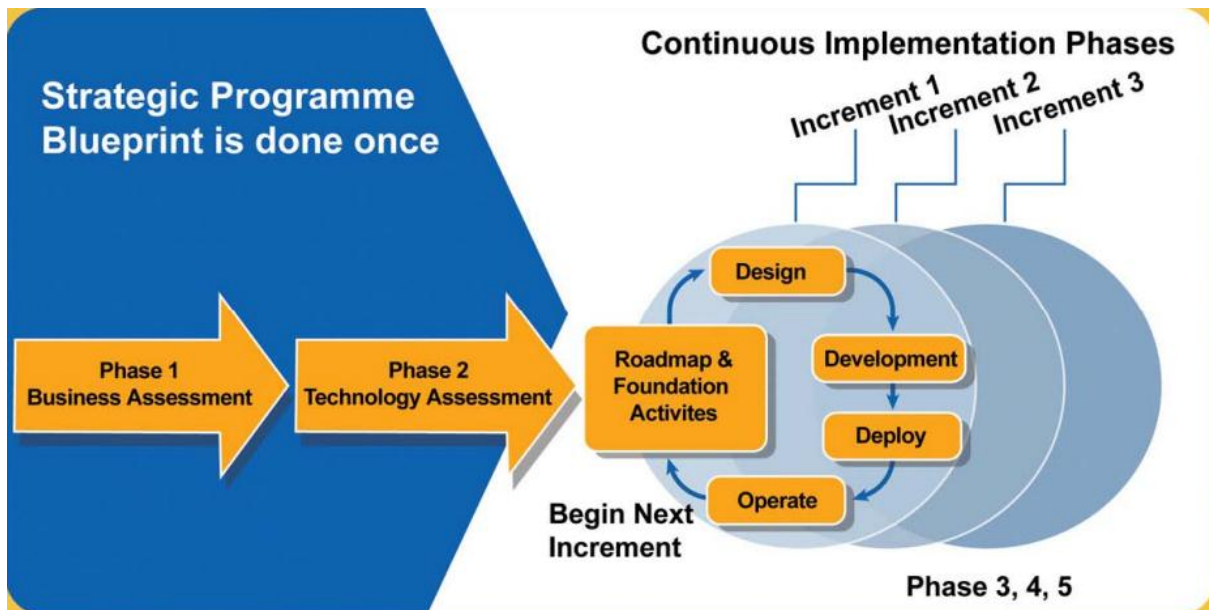 Strategic Programme
Blueprint is done once
Continuous Implementation Phases
Increment 1
Increment 2
Increment 3
Phase 1
Business Assessment
Phase 2
Technology Assessment
Roadmap &
Foundation
Activites
Design
Development
Deploy
Operate
Begin Next
Increment
Phase 3, 4, 5